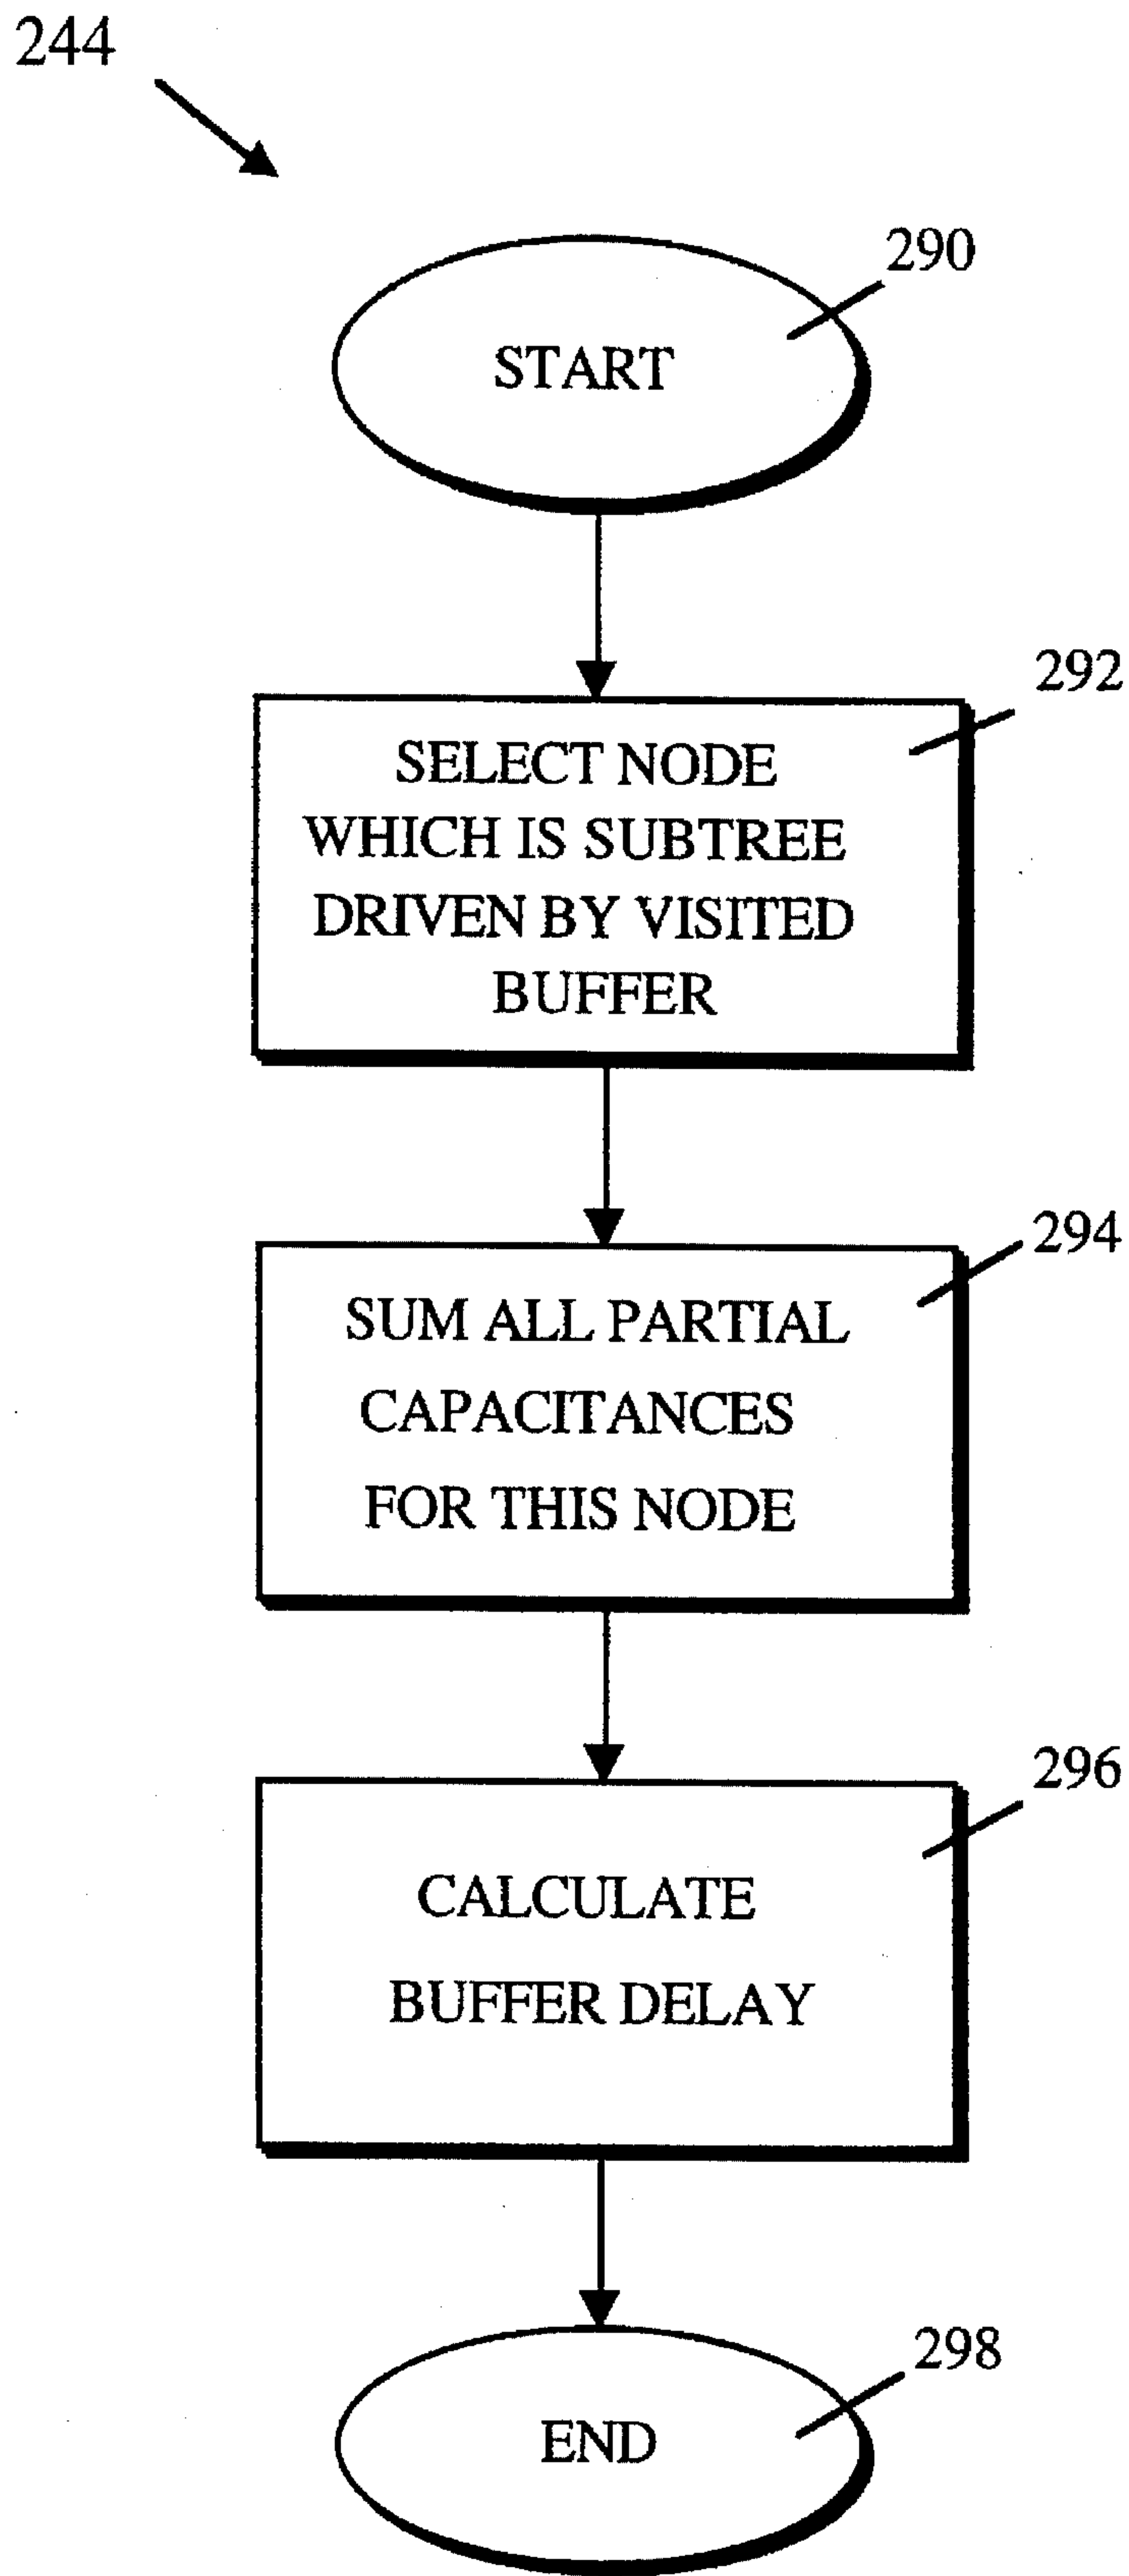 244
290
START
292
SELECT NODE
WHICH IS SUBTREE
DRIVEN BY VISITED
BUFFER
294
SUM ALL PARTIAL
CAPACITANCES
FOR THIS NODE
296
CALCULATE
BUFFER DELAY
298
END